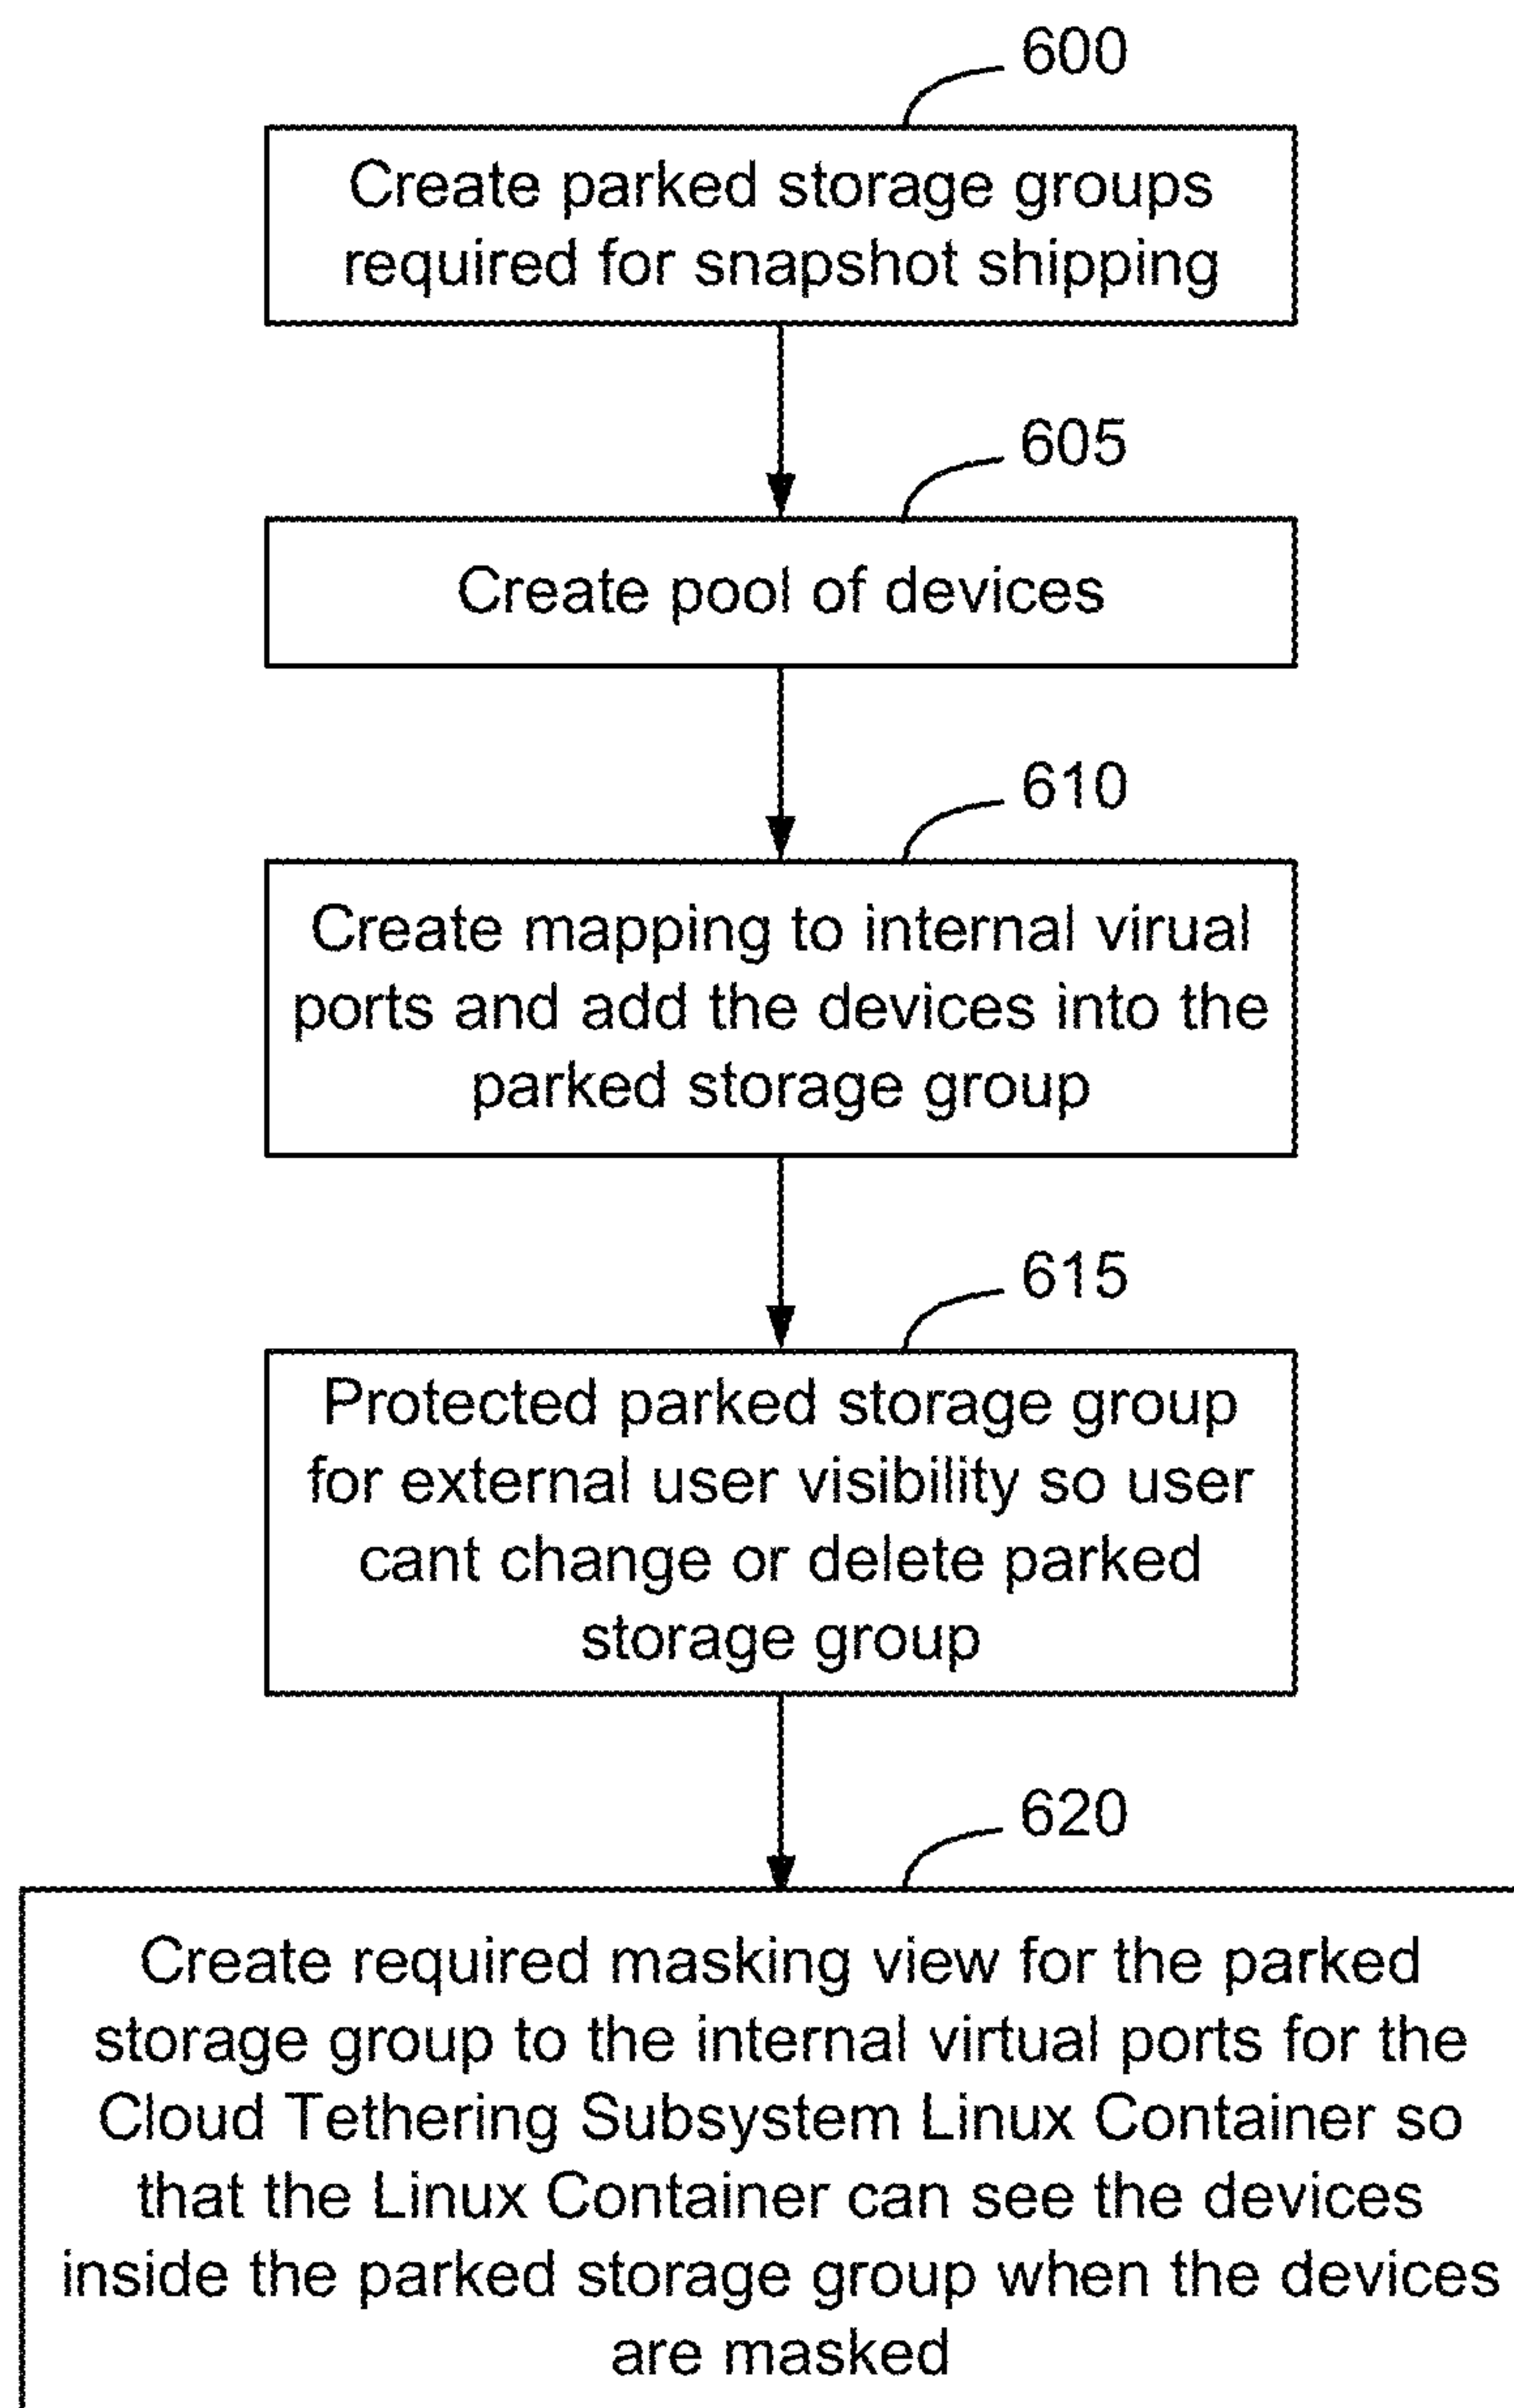 600
Create parked storage groups
required for snapshot shipping
605
Create pool of devices
610
Create mapping to internal virual
ports and add the devices into the
parked storage group
615
Protected parked storage group
for external user visibility so user
cant change or delete parked
storage group
620
Create required masking view for the parked
storage group to the internal virtual ports for the
Cloud Tethering Subsystem Linux Container so
that the Linux Container can see the devices
inside the parked storage group when the devices
are masked